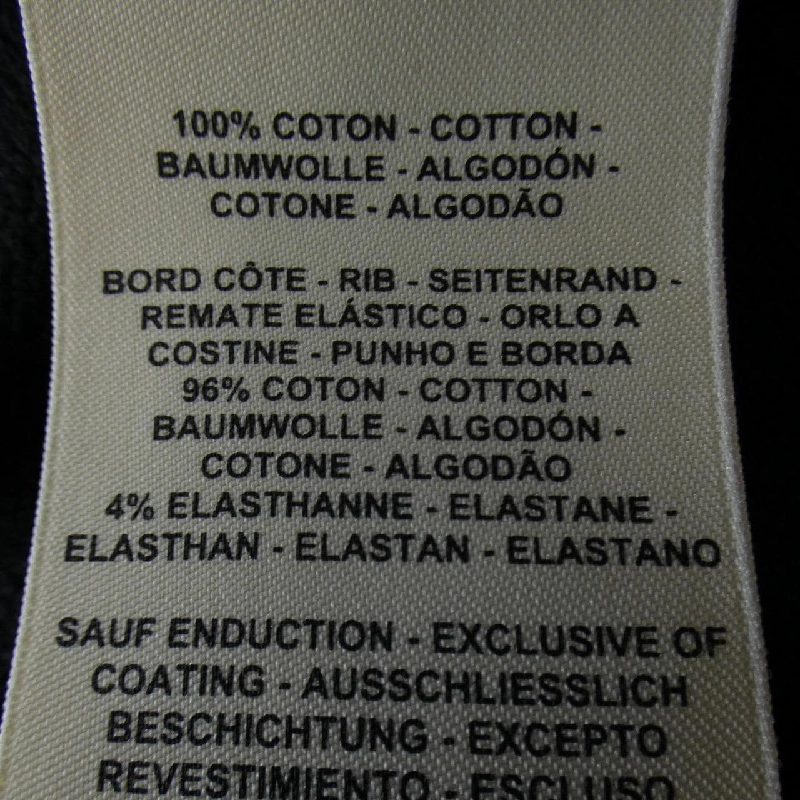 100% COTON - COTTON -
BAUMWOLLE - ALGODÓN -
COTONE - ALGODÃO
BORD CÔTE - RIB - SEITENRAND -
REMATE ELÁSTICO - ORLO A
COSTINE - PUNHO E BORDA
96% COTON - COTTON -
BAUMWOLLE - ALGODÓN -
COTONE - ALGODÃO
4% ELASTHANNE - ELASTANE -
ELASTHAN - ELASTAN - ELASTANO
SAUF ENDUCTION - EXCLUSIVE OF
COATING - AUSSCHLIESSLICH
BESCHICHTUNG - EXCEPTO
REVESTIMIENTO - ESCLUSO